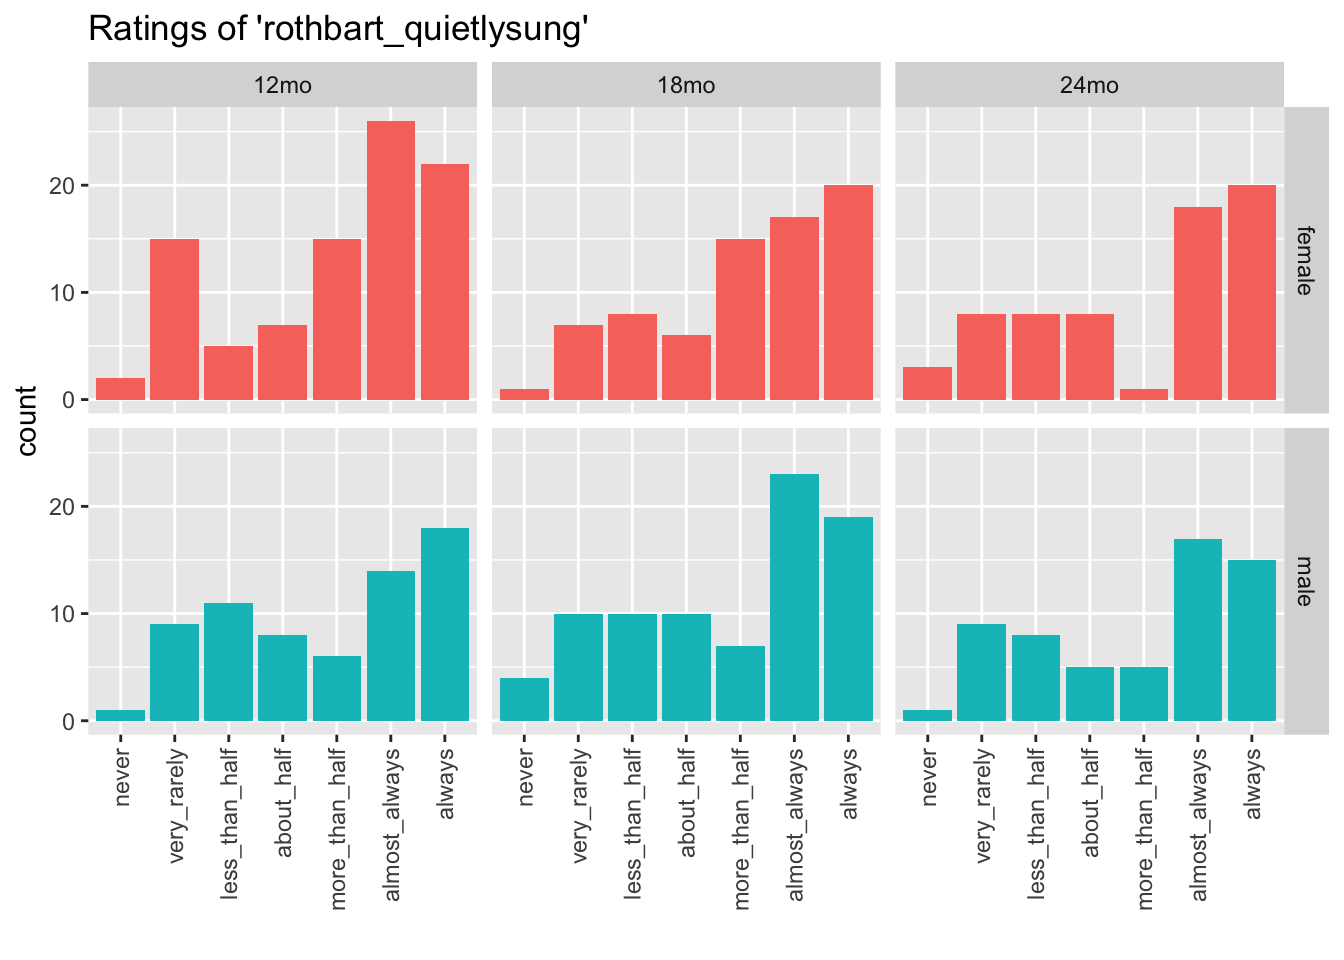 Ratings of 'rothbart_quietlysung'
12mo 18mo 24mo
20
10
0
female
count
20
10
0
male
never very_rarely less_than_half about_half more_than_half almost_always always never very_rarely less_than_half about_half more_than_half almost_always always never very_rarely less_than_half about_half more_than_half almost_always always